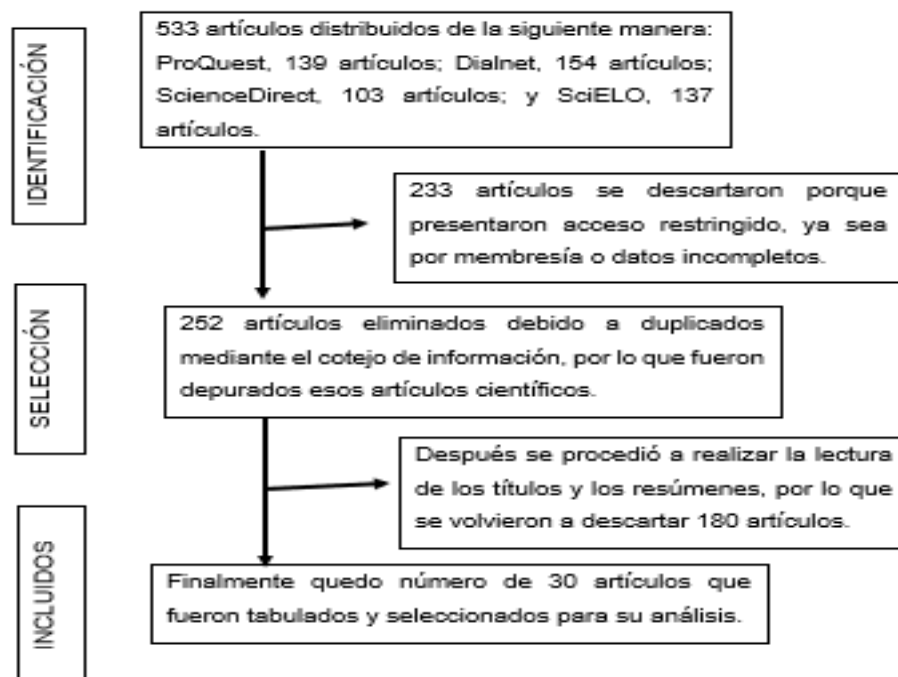 IDENTIFICACIÓN
533 artículos distribuidos de la siguiente manera:
ProQuest, 139 artículos; Dialnet, 154 artículos;
ScienceDirect, 103 artículos; y SciELO, 137
artículos.
233 artículos se descartaron porque
presentaron acceso restringido, ya sea
por membresía o datos incompletos.
SELECCIÓN
252 artículos eliminados debido a duplicados
mediante el cotejo de información, por lo que fueron
depurados esos artículos científicos.
Después se procedió a realizar la lectura
de los títulos y los resúmenes, por lo que
se volvieron a descartar 180 artículos.
INCLUIDOS
Finalmente quedo número de 30 artículos que
fueron tabulados y seleccionados para su análisis.